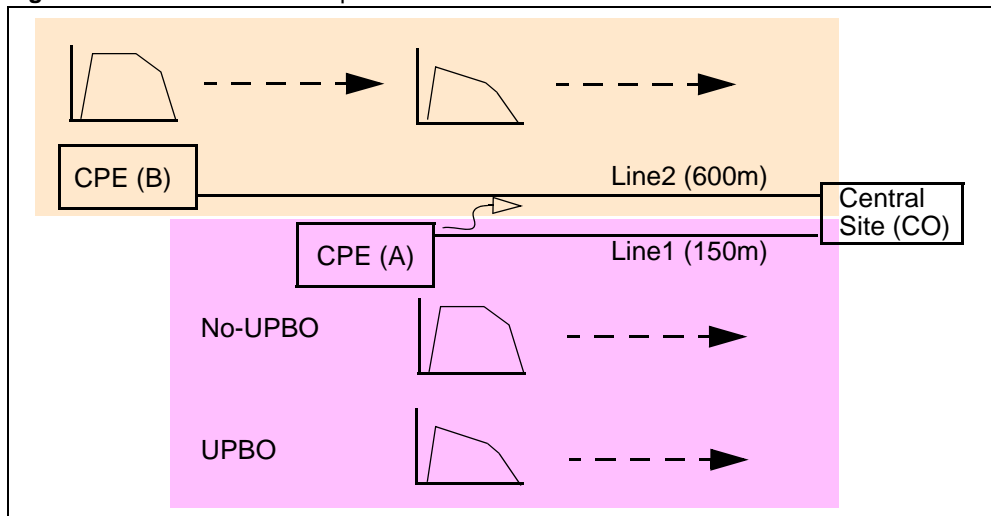 CPE (B)
Line2 (600m)
Central
Site (CO)
CPE (A)
Line1 (150m)
No-UPBO
UPBO